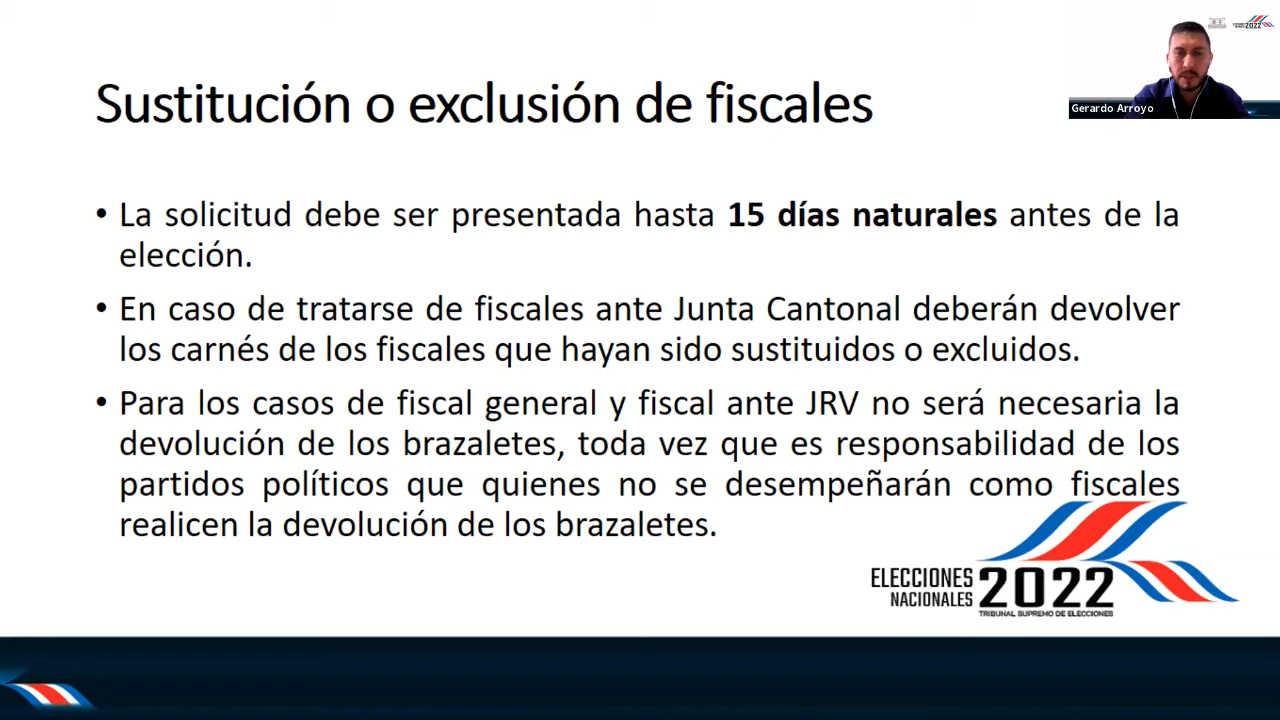 2022
Gerardo Arroyo
Sustitución o exclusión de fiscales
• La solicitud debe ser presentada hasta 15 días naturales antes de la
elección.
• En caso de tratarse de fiscales ante Junta Cantonal deberán devolver
los carnés de los fiscales que hayan sido sustituidos o excluidos.
• Para los casos de fiscal general y fiscal ante JRV no será necesaria la
devolución de los brazaletes, toda vez que es responsabilidad de los
partidos políticos que quienes no se desempeñarán como fiscales
realicen la devolución de los brazaletes.
ELECCIONES
NACIONALES
2022
TRIBUNAL SUPREMO DE ELECCIONES